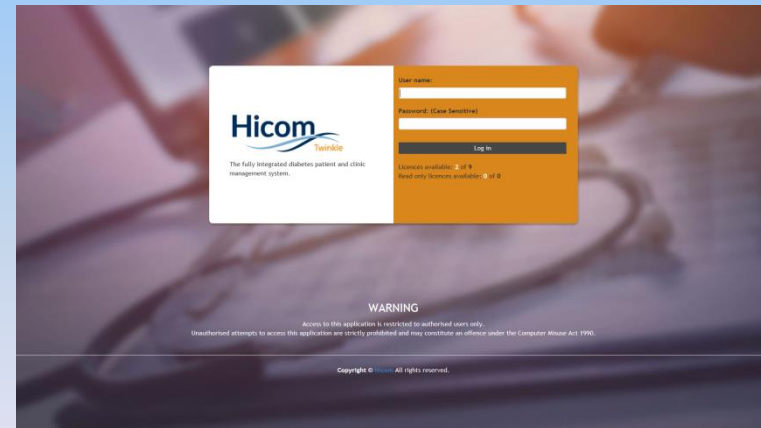 Hicom
Twinkle
The fully integrated diabetes patient and clinic
management system.
User name:
Password: (Case Sensitive)
Log in
Licences available: 2 of 9
Read only licences available: 0 of 0
WARNING
Access to this application is restricted to authorised users only.
Unauthorised attempts to access this application are strictly prohibited and may constitute an offence under the Computer Misuse Act 1990.
Copyright © Hicom All rights reserved.